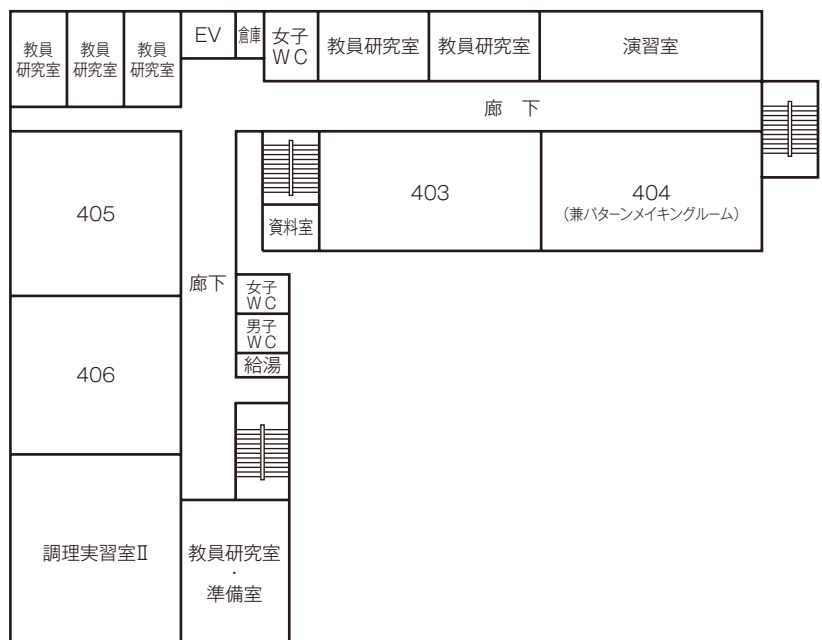 教員
研究室
教員
研究室
教員
研究室
EV
倉庫
女子
WC
教員研究室
教員研究室
演習室
廊 下
405
資料室
403
404
（兼パターンメイキングルーム）
廊下
女子
WC
男子
WC
給湯
406
調理実習室Ⅱ
教員研究室
・
準備室